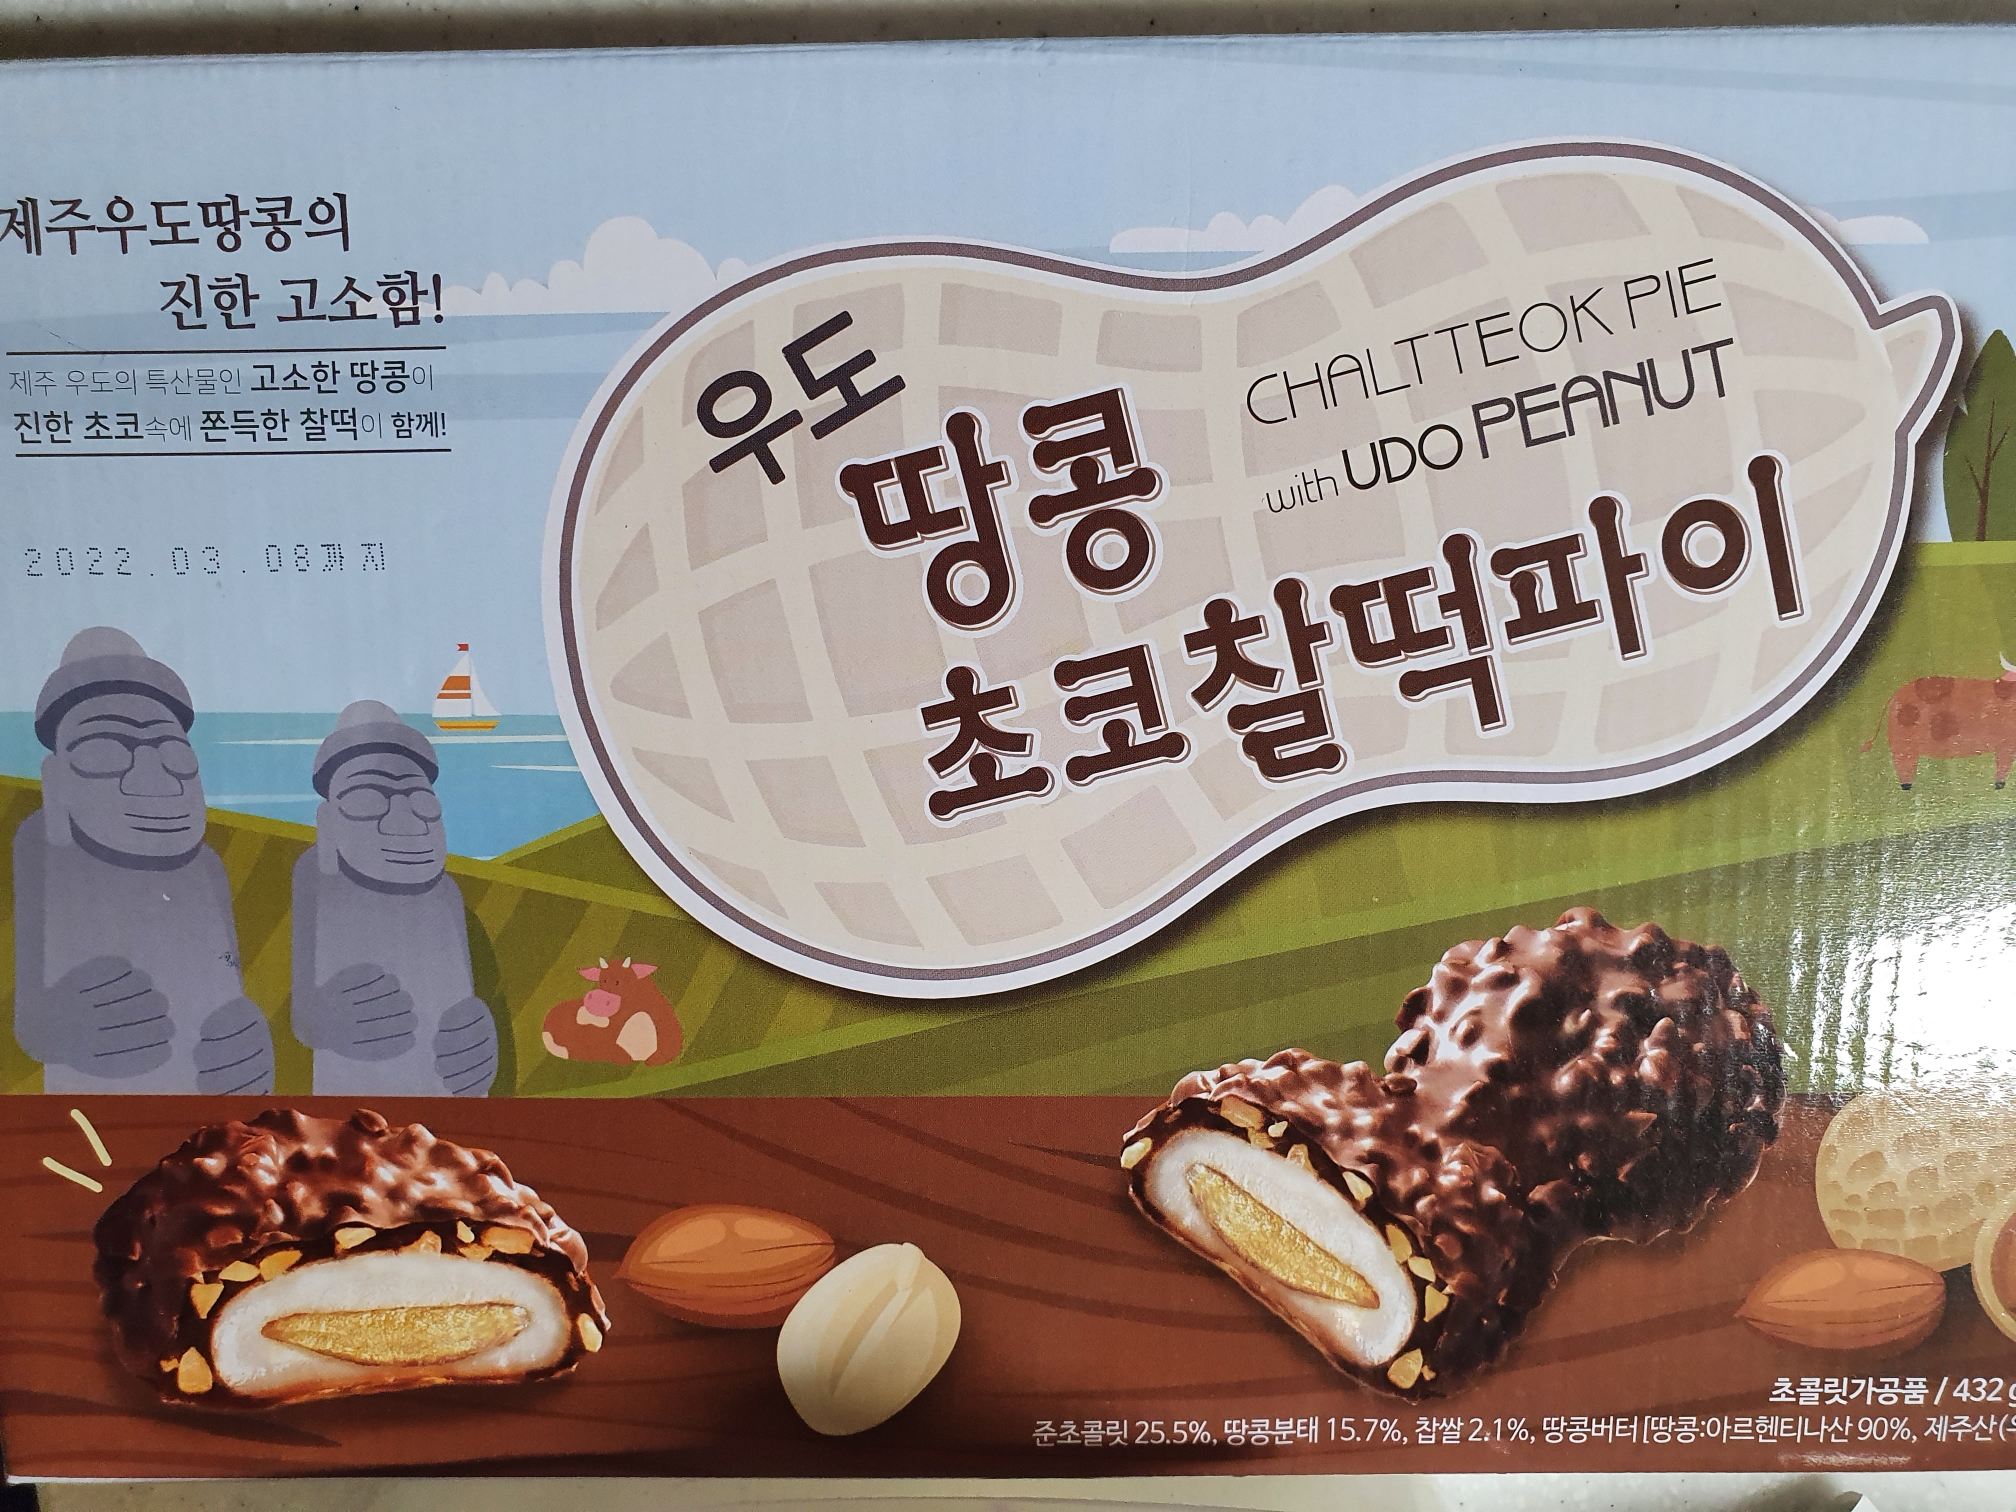 제주우도땅콩의
진한 고소함!
제주 우도의 특산물인 고소한 땅콩이
진한 초코속에 쫀득한 찰떡이 함께!
2022.03.08까지
우도
땅콩
초코찰떡파이
CHALTTEOK PIE
with UDO PEANUT
초콜릿가공품 / 432 g
준초콜릿 25.5%, 땅콩분태 15.7%, 찹쌀 2.1%, 땅콩버터 [땅콩:아르헨티나산 90%, 제주산(